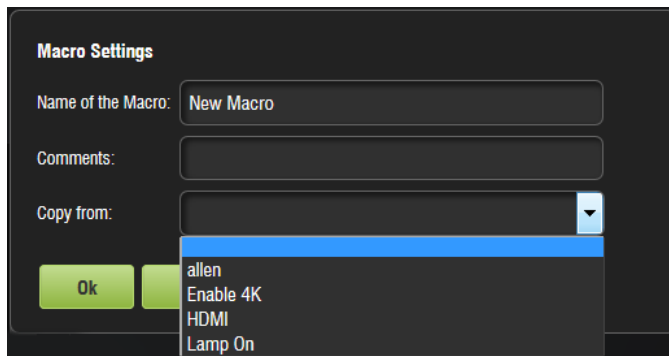 Macro Settings
Name of the Macro: New Macro
Comments:
Copy from:
allen
Ok
Enable 4K
HDMI
Lamp On